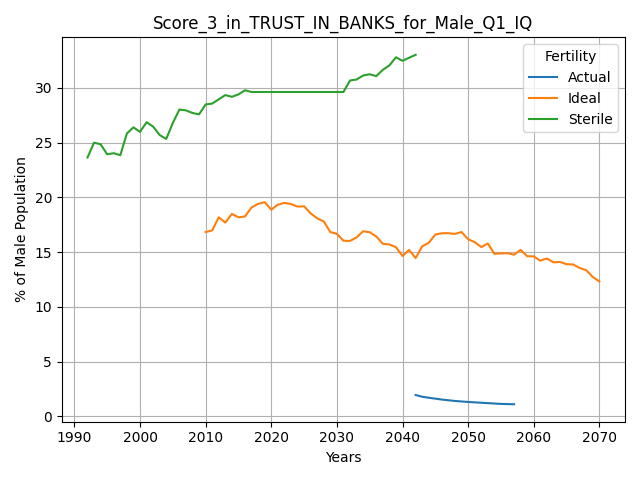 Score_3_in_TRUST_IN_BANKS_for_Male_Q1_IQ
% of Male Population
30
25
20
15
10
5
0
Fertility
Actual
Ideal
Sterile
1990 2000 2010 2020 2030 2040 2050 2060 2070
Years